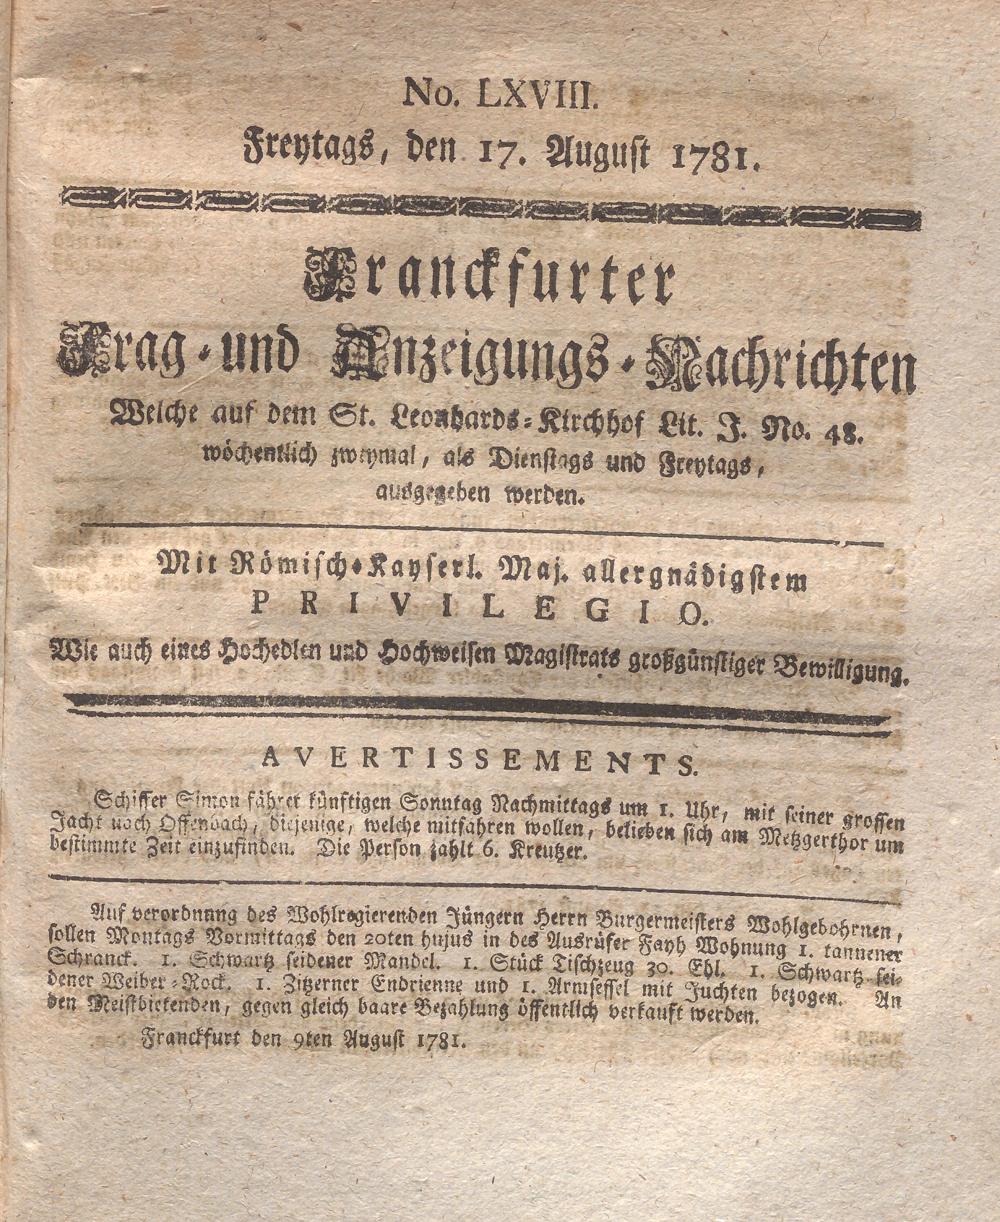 No. LXVIII.
Freytags, den 17. August 1781.
Franckfurter
Frag-und Anzeigungs-Nachrichten
Welche auf dem St. Leonhards-Kirchhof Lit. J. No. 48.
wöchentlich zweymal, als Dienstags und Freytags,
ausgegeben werden.
Mit Römisch-Kayserl. Maj. allergnädigstem
PRIVILEGIO.
Wie auch eines Hochedlen und Hochweisen Magistrats großgünstiger Bewilligung.
AVERTISSEMENTS.
Schiffer Simon fähret künftigen Sonntag Nachmittags um 1. Uhr, mit seiner grossen
Jacht nach Offenbach, diejenige, welche mitfahren wollen, belieben sich am Metzgerthor um
bestimmte Zeit einzufinden. Die Person zahlt 6. Kreutzer.
Auf verordnung des Wohlregierenden Jüngern Herrn Burgermeisters Wohlgebohrnen,
sollen Montags Vormittags den 20ten hujus in des Ausrüfer Fayh Wohnung 1. tannener
Schranck. 1. Schwartz seidener Mandel. 1. Stück Tischzeug 30. Ehl. 1. Schwartz sei-
dener Weiber-Rock. 1. Zitzerner Endrienne und 1. Armsessel mit Juchten bezogen. An
den Meistbietenden, gegen gleich baare Bezahlung öffentlich verkauft werden.
Franckfurt den 9ten August 1781.